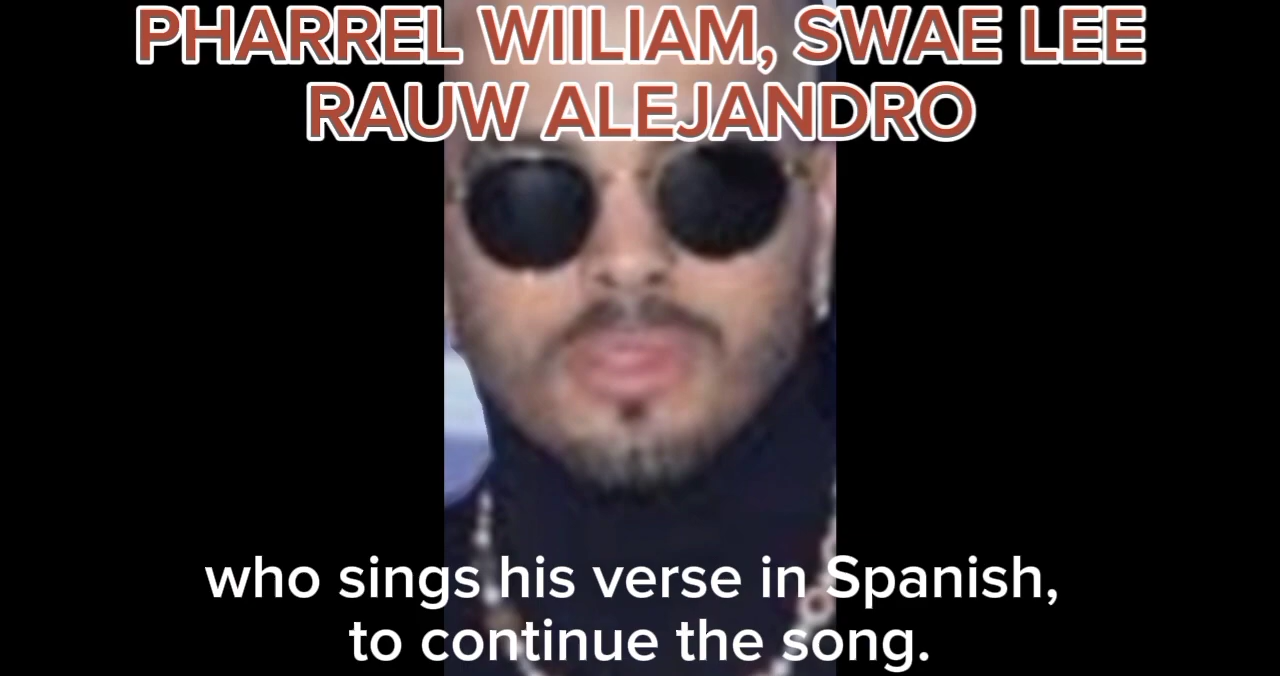 PHARREL WIILIAM, SWAE LEE
RAUW ALEJANDRO
who sings his verse in Spanish,
to continue the song.